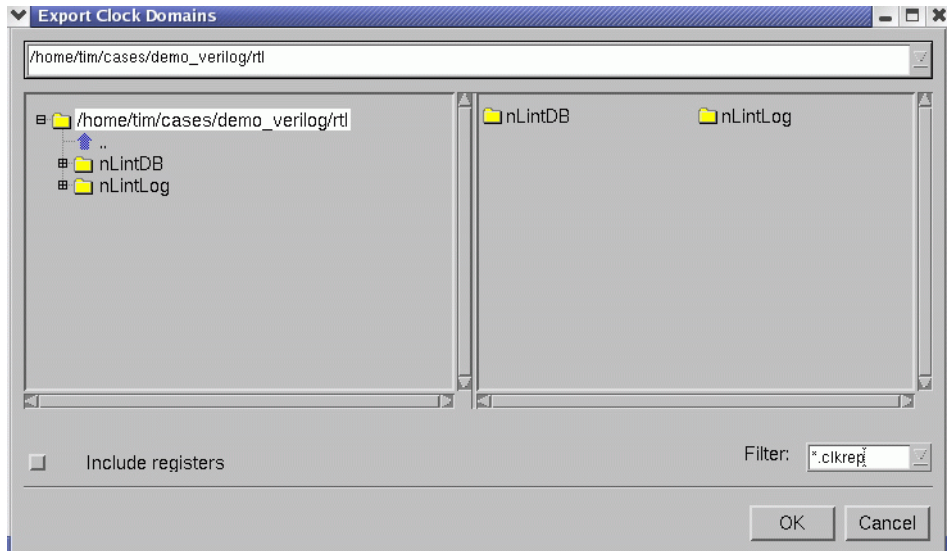 Export Clock Domains
/home/tim/cases/demo_verilog/rtl
/home/tim/cases/demo_verilog/rtl
..
nLintDB
nLintLog
nLintDB nLintLog
Include registers
Filter: *.clkrep
OK Cancel